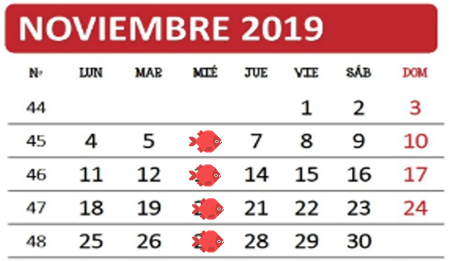 NOVIEMBRE 2019
Nº LUN MAR MIÉ JUE VIE SÁB DOM
44 1 2 3
45 4 5 7 8 9 10
46 11 12 14 15 16 17
47 18 19 21 22 23 24
48 25 26 28 29 30